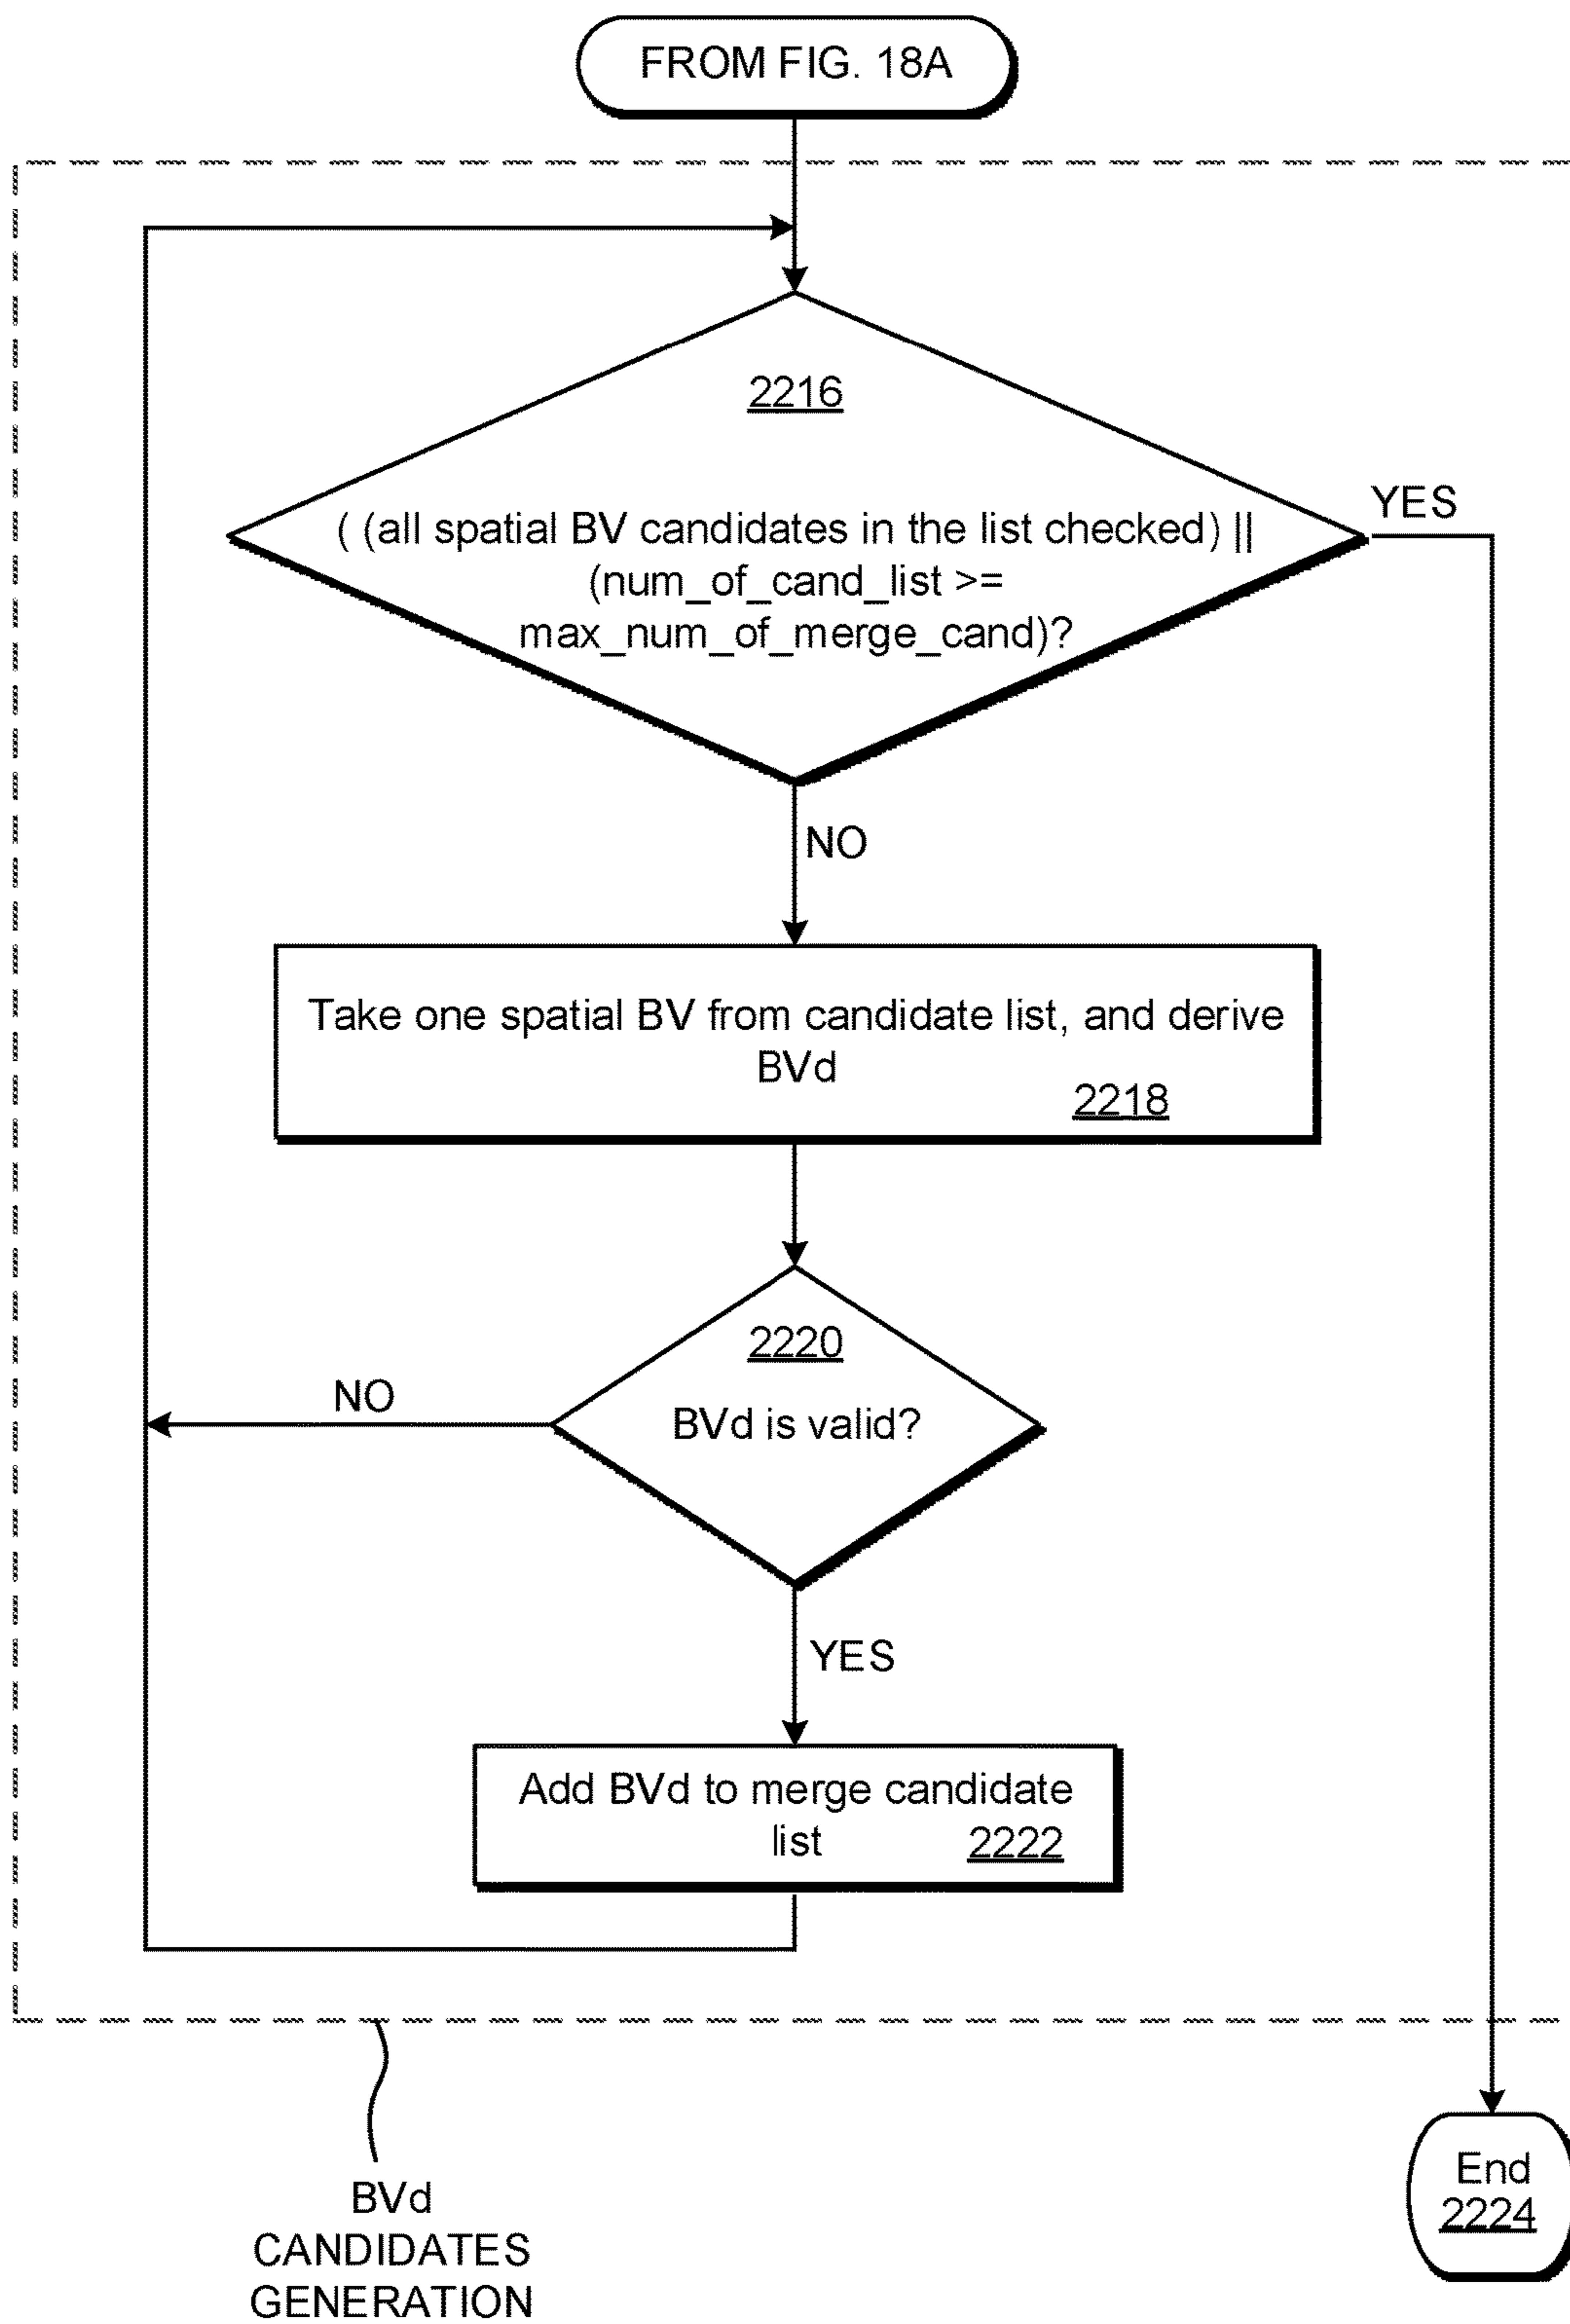 FROM FIG. 18A
2216
( (all spatial BV candidates in the list checked) ||
(num_of_cand_list >=
max_num_of_merge_cand)?
YES
NO
Take one spatial BV from candidate list, and derive
BVd
2218
2220
BVd is valid?
NO
YES
Add BVd to merge candidate
list 2222
End
2224
BVd
CANDIDATES
GENERATION